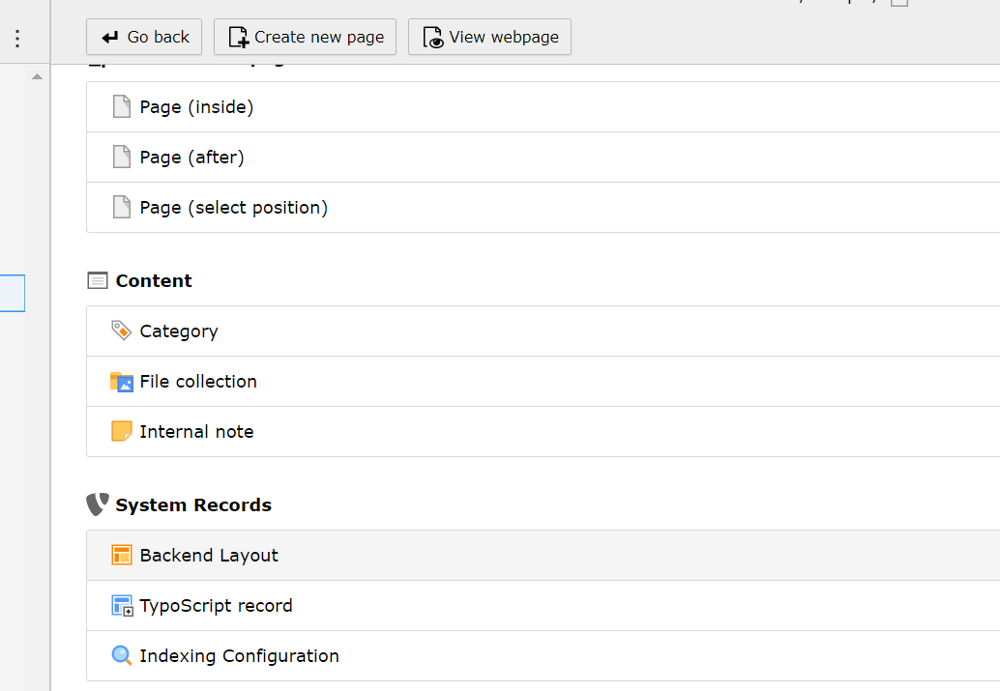 Go back
Create new page
View webpage
Page (inside)
Page (after)
Page (select position)
Content
Category
File collection
Internal note
System Records
Backend Layout
TypoScript record
Indexing Configuration